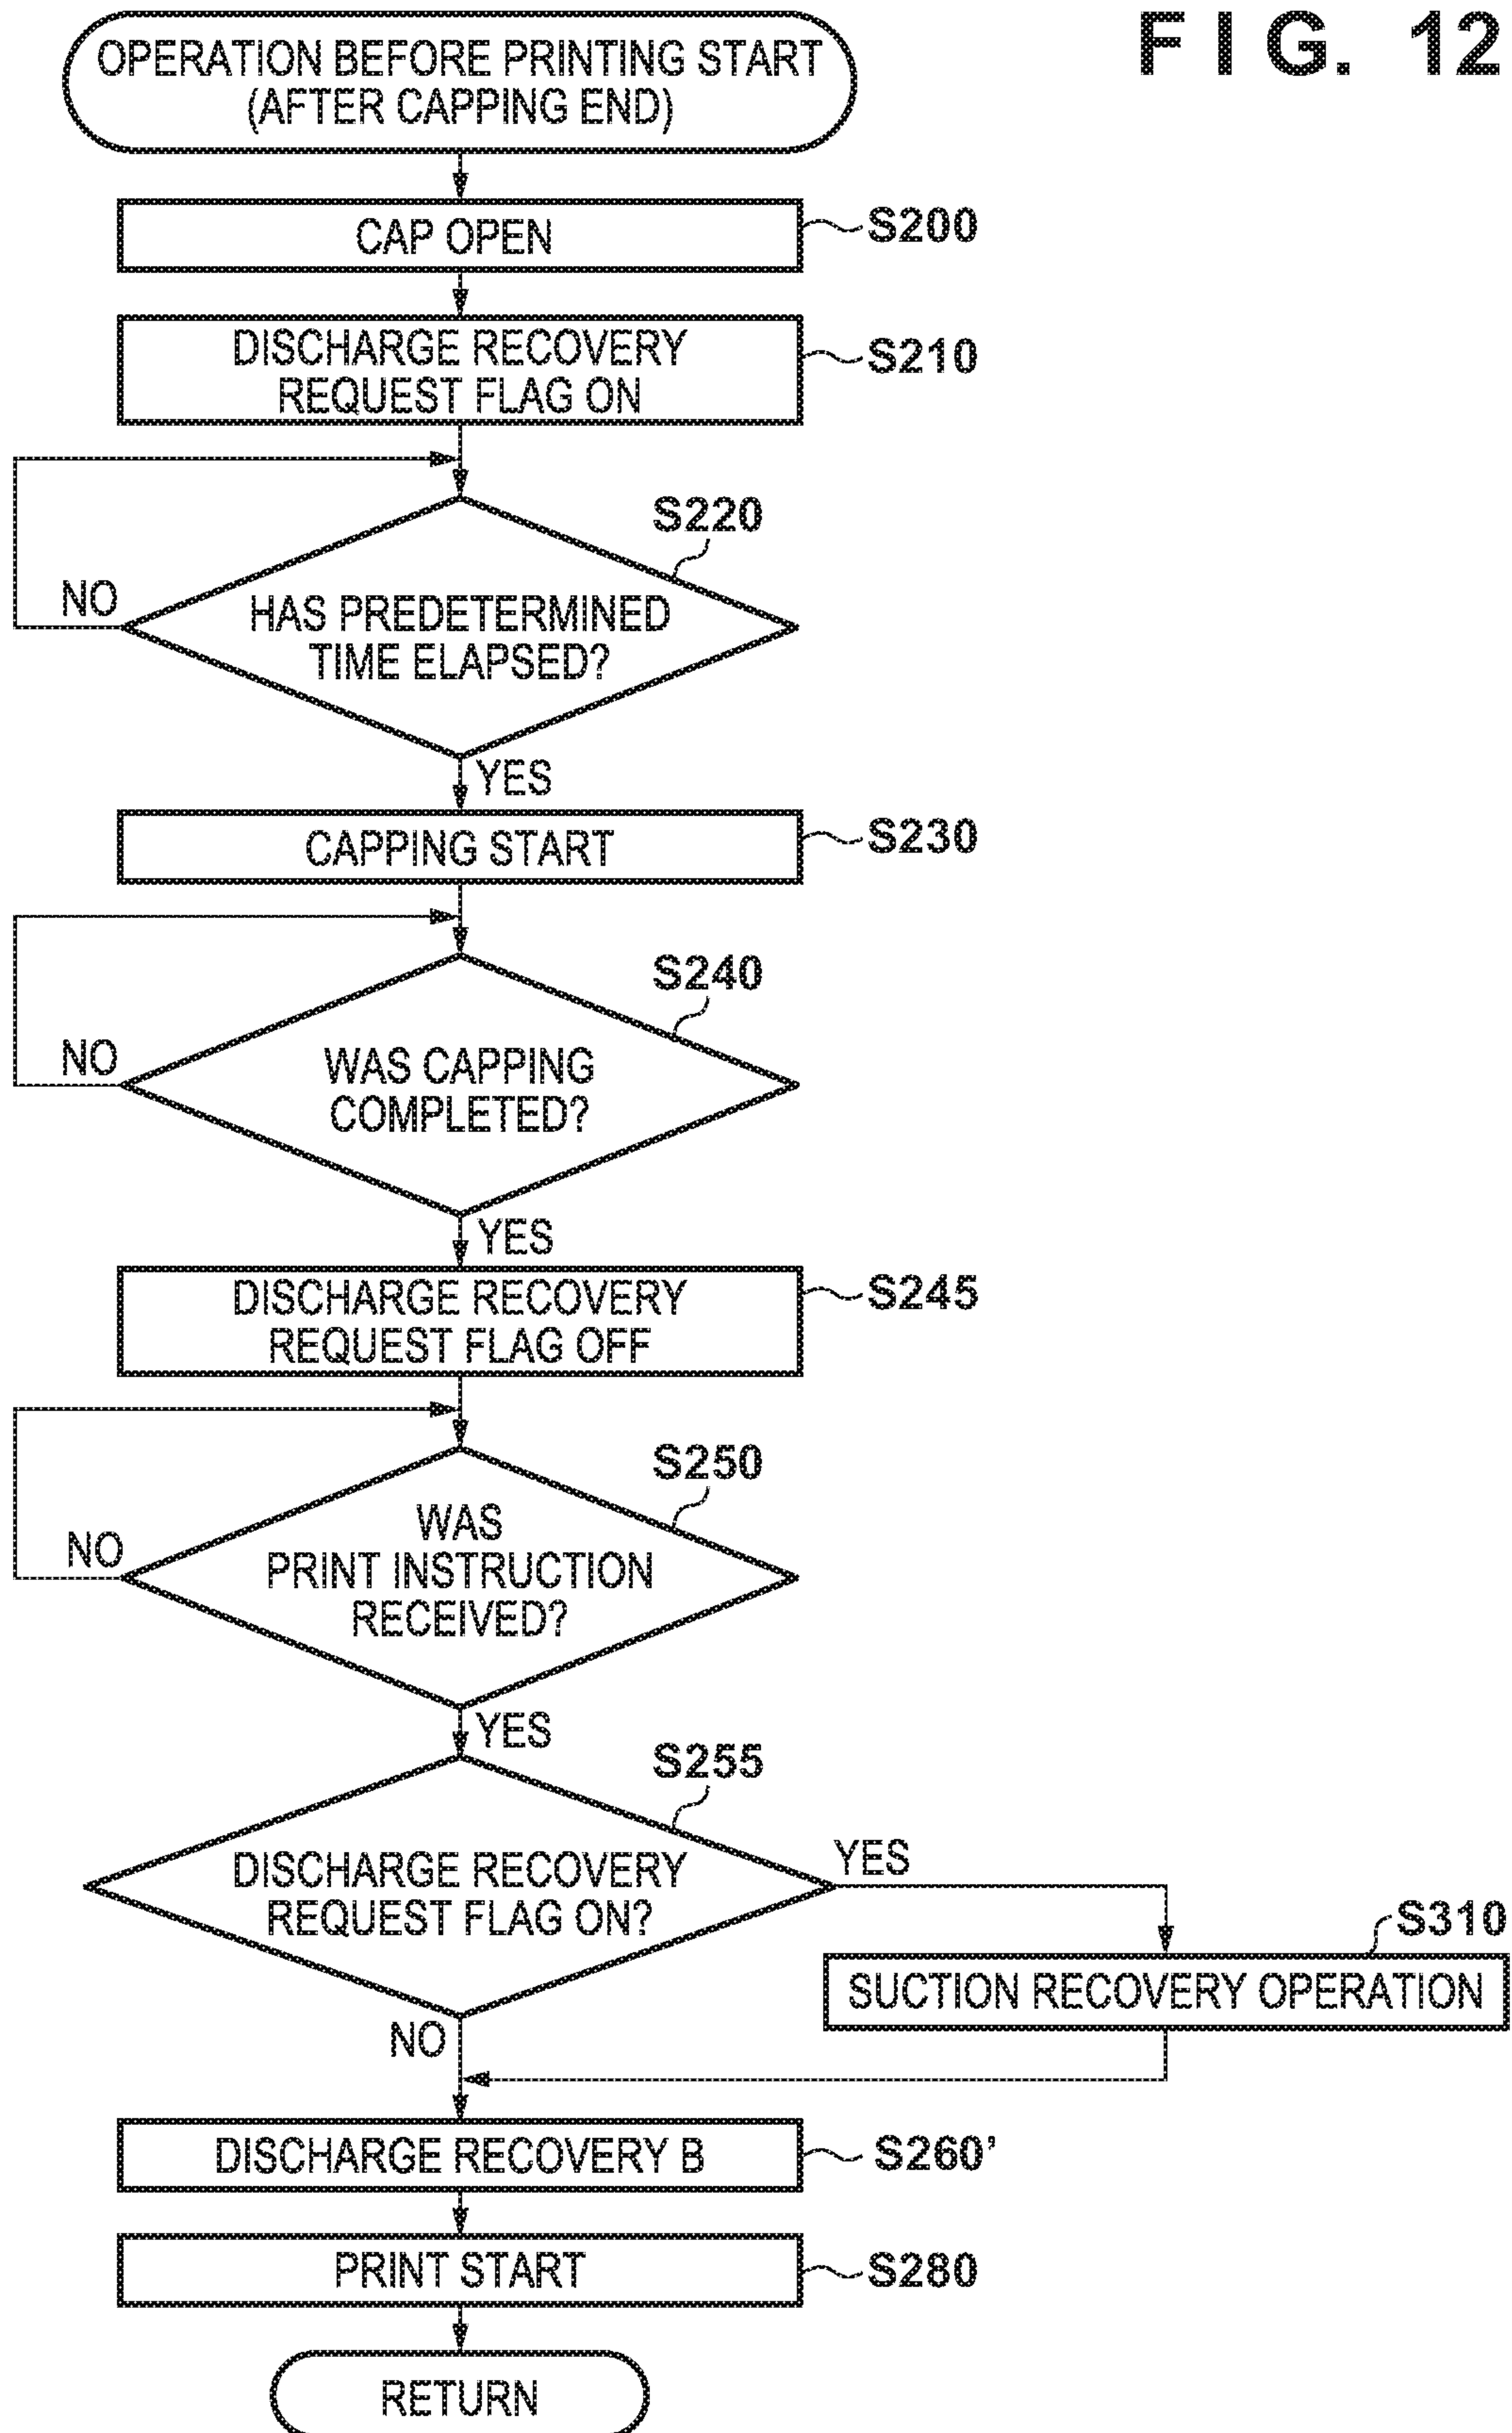 FIG. 12
OPERATION BEFORE PRINTING START
(AFTER CAPPING END)
CAP OPEN
S200
DISCHARGE RECOVERY
REQUEST FLAG ON
S210
S220
NO
HAS PREDETERMINED
TIME ELAPSED?
YES
CAPPING START
S230
S240
NO
WAS CAPPING
COMPLETED?
YES
DISCHARGE RECOVERY
REQUEST FLAG OFF
S245
S250
NO
WAS
PRINT INSTRUCTION
RECEIVED?
YES
S255
DISCHARGE RECOVERY
REQUEST FLAG ON?
YES
S310
SUCTION RECOVERY OPERATION
NO
DISCHARGE RECOVERY B
S260'
PRINT START
S280
RETURN